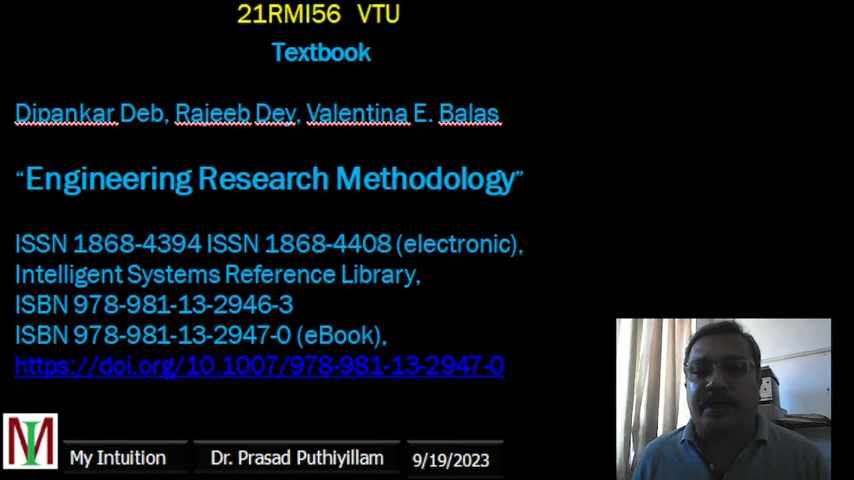 21RMI56 VTU
Textbook
Dipankar Deb, Rajeeb Dey, Valentina E. Balas
“Engineering Research Methodology”
ISSN 1868-4394 ISSN 1868-4408 (electronic),
Intelligent Systems Reference Library,
ISBN 978-981-13-2946-3
ISBN 978-981-13-2947-0 (eBook),
https://doi.org/10.1007/978-981-13-2947-0
MI
My Intuition
Dr. Prasad Puthiyillam
9/19/2023